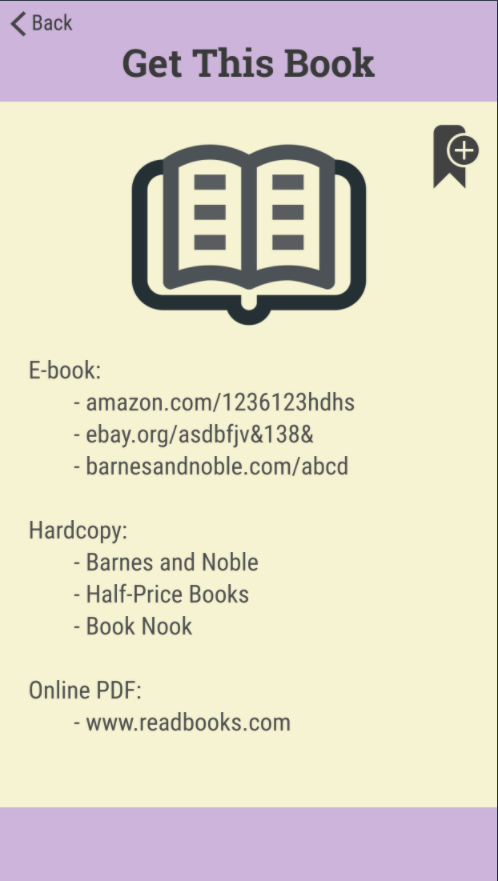 Back
Get This Book
E-book:
- amazon.com/1236123hdhs
- ebay.org/asdbfjv&138&
- barnesandnoble.com/abcd
Hardcopy:
- Barnes and Noble
- Half-Price Books
- Book Nook
Online PDF:
- www.readbooks.com